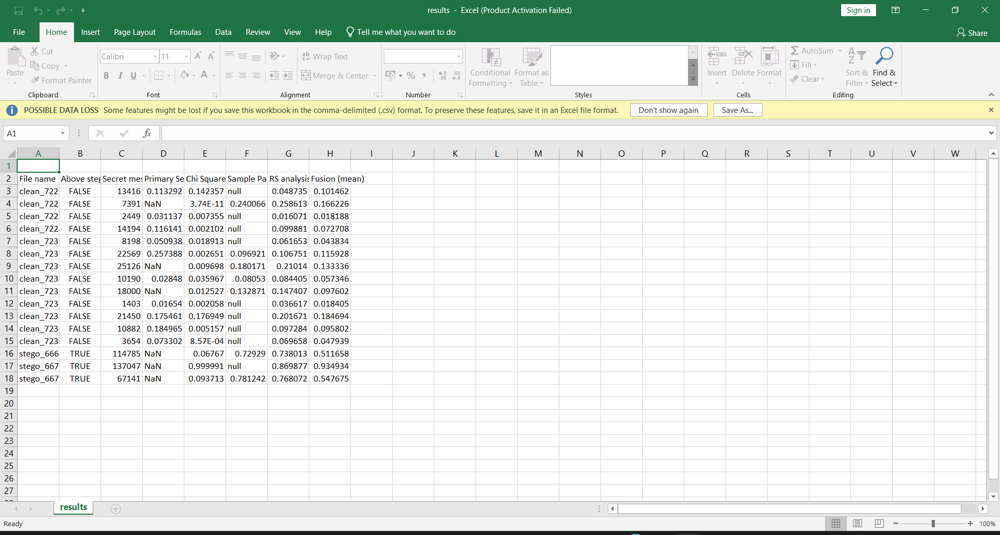 results - Excel (Product Activation Failed)
Sign in
File Home Insert Page Layout Formulas Data Review View Help Tell me what you want to do
Share
Paste
Cut
Copy
Format Painter
Clipboard
Calibri 11
B I U
Font
Wrap Text
Merge & Center
Alignment
Number
Conditional Formatting
Format as Table
Styles
Insert Delete Format
Cells
AutoSum
Fill
Clear
Sort & Filter
Find & Select
Editing
POSSIBLE DATA LOSS Some features might be lost if you save this workbook in the comma-delimited (.csv) format. To preserve these features, save it in an Excel file format. Don't show again Save As...
A1 fx
A B C D E F G H I J K L M N O P Q R S T U V W
1
2 File name Above steg Secret mes Primary Se Chi Square Sample Pa RS analysis Fusion (mean)
3 clean_722 FALSE 13416 0.113292 0.142357 null 0.048735 0.101462
4 clean_722 FALSE 7391 NaN 3.74E-11 0.240066 0.258613 0.166226
5 clean_722 FALSE 2449 0.031137 0.007355 null 0.016071 0.018188
6 clean_722 FALSE 14194 0.116141 0.002102 null 0.099881 0.072708
7 clean_723 FALSE 8198 0.050938 0.018913 null 0.061653 0.043834
8 clean_723 FALSE 22569 0.257388 0.002651 0.096921 0.106751 0.115928
9 clean_723 FALSE 25126 NaN 0.009698 0.180171 0.21014 0.133336
10 clean_723 FALSE 10190 0.02848 0.035967 0.08053 0.084405 0.057346
11 clean_723 FALSE 18000 NaN 0.012527 0.132871 0.147407 0.097602
12 clean_723 FALSE 1403 0.01654 0.002058 null 0.036617 0.018405
13 clean_723 FALSE 21450 0.175461 0.176949 null 0.201671 0.184694
14 clean_723 FALSE 10882 0.184965 0.005157 null 0.097284 0.095802
15 clean_723 FALSE 3654 0.073302 8.57E-04 null 0.069658 0.047939
16 stego_666 TRUE 114785 NaN 0.06767 0.72929 0.738013 0.511658
17 stego_667 TRUE 137047 NaN 0.999991 null 0.869877 0.934934
18 stego_667 TRUE 67141 NaN 0.093713 0.781242 0.768072 0.547675
19
20
21
22
23
24
25
26
27
results
Ready
100%